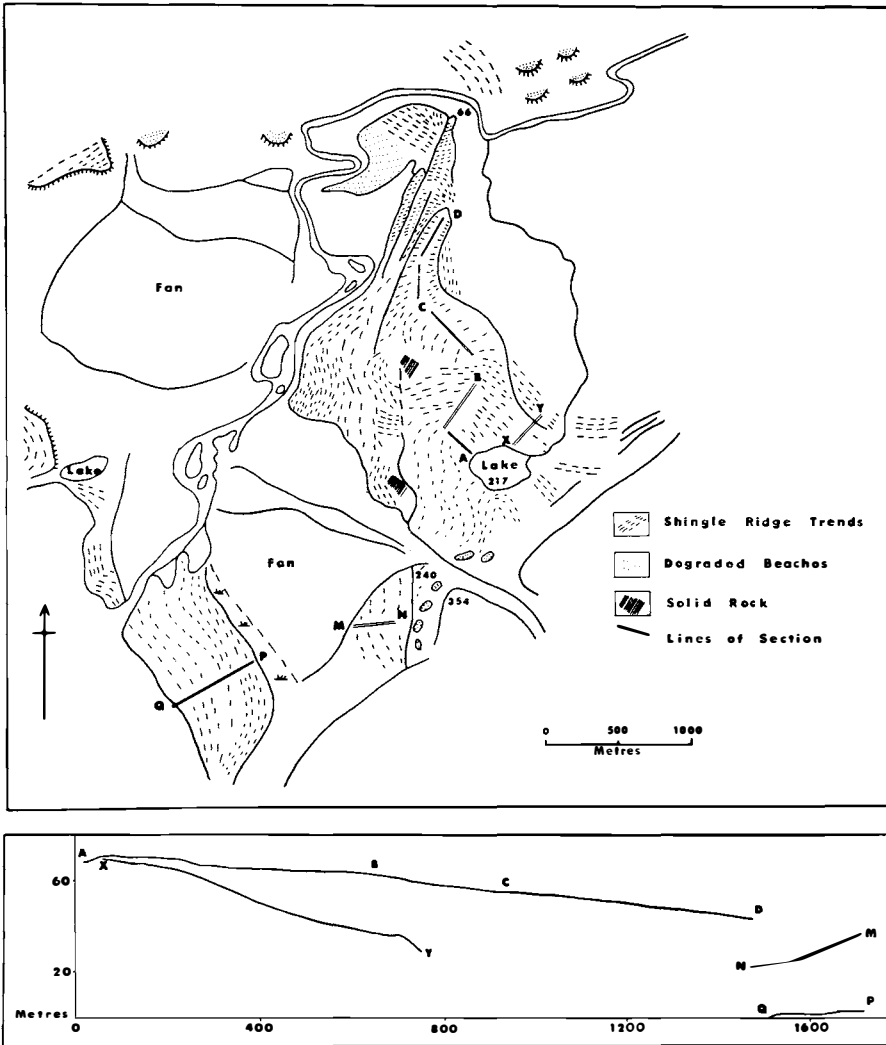 66
D
Fan
C
B
Y
X
A
Lake
217
Lake
Shingle Ridge Trends
Dograded Beachos
Fan
240
Solid Rock
354
M N
Lines of Section
P
Q
0 500 1000
Metres
A
X
60
B
C
D
M
Y
N
20
Q
P
Metres
0 400 800 1200 1600